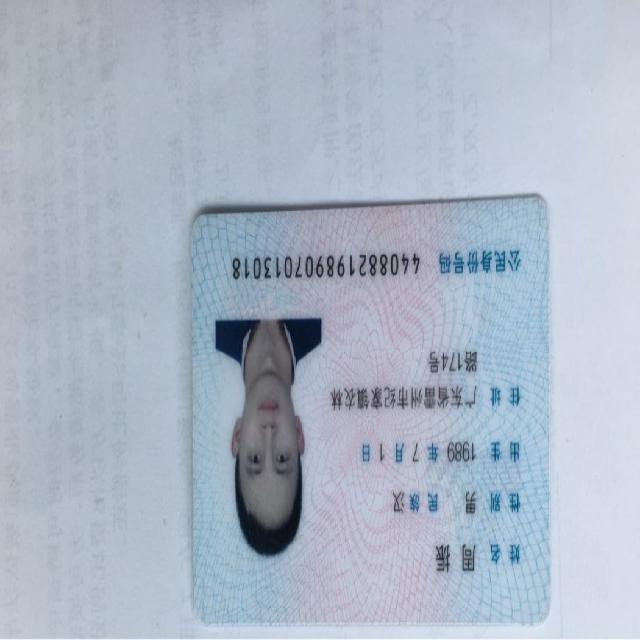 姓名 周振
性别 男 民族 汉
出生 1989 年 7 月 1 日
住址 广东省雷州市纪家镇农林
路174号
公民身份号码 440882198907013018